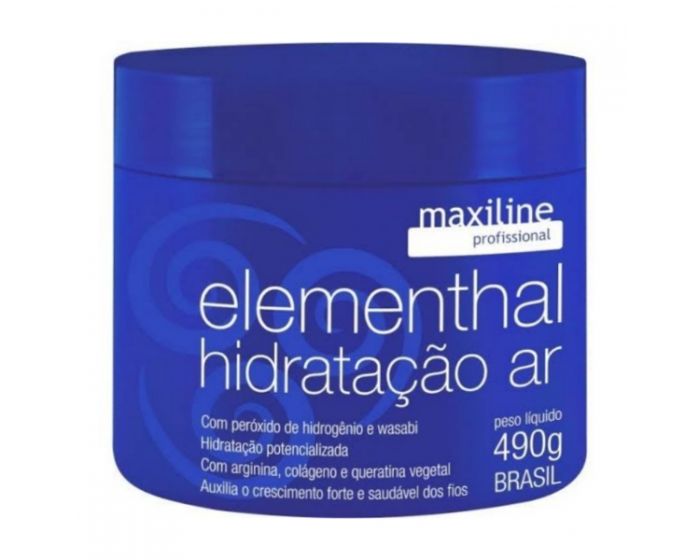 maxiline
profissional
elementhal
hidratação ar
Com peróxido de hidrogênio e wasabi
Hidratação potencializada
Com arginina, colágeno e queratina vegetal
Auxilia o crescimento forte e saudável dos fios
peso líquido
490g
BRASIL